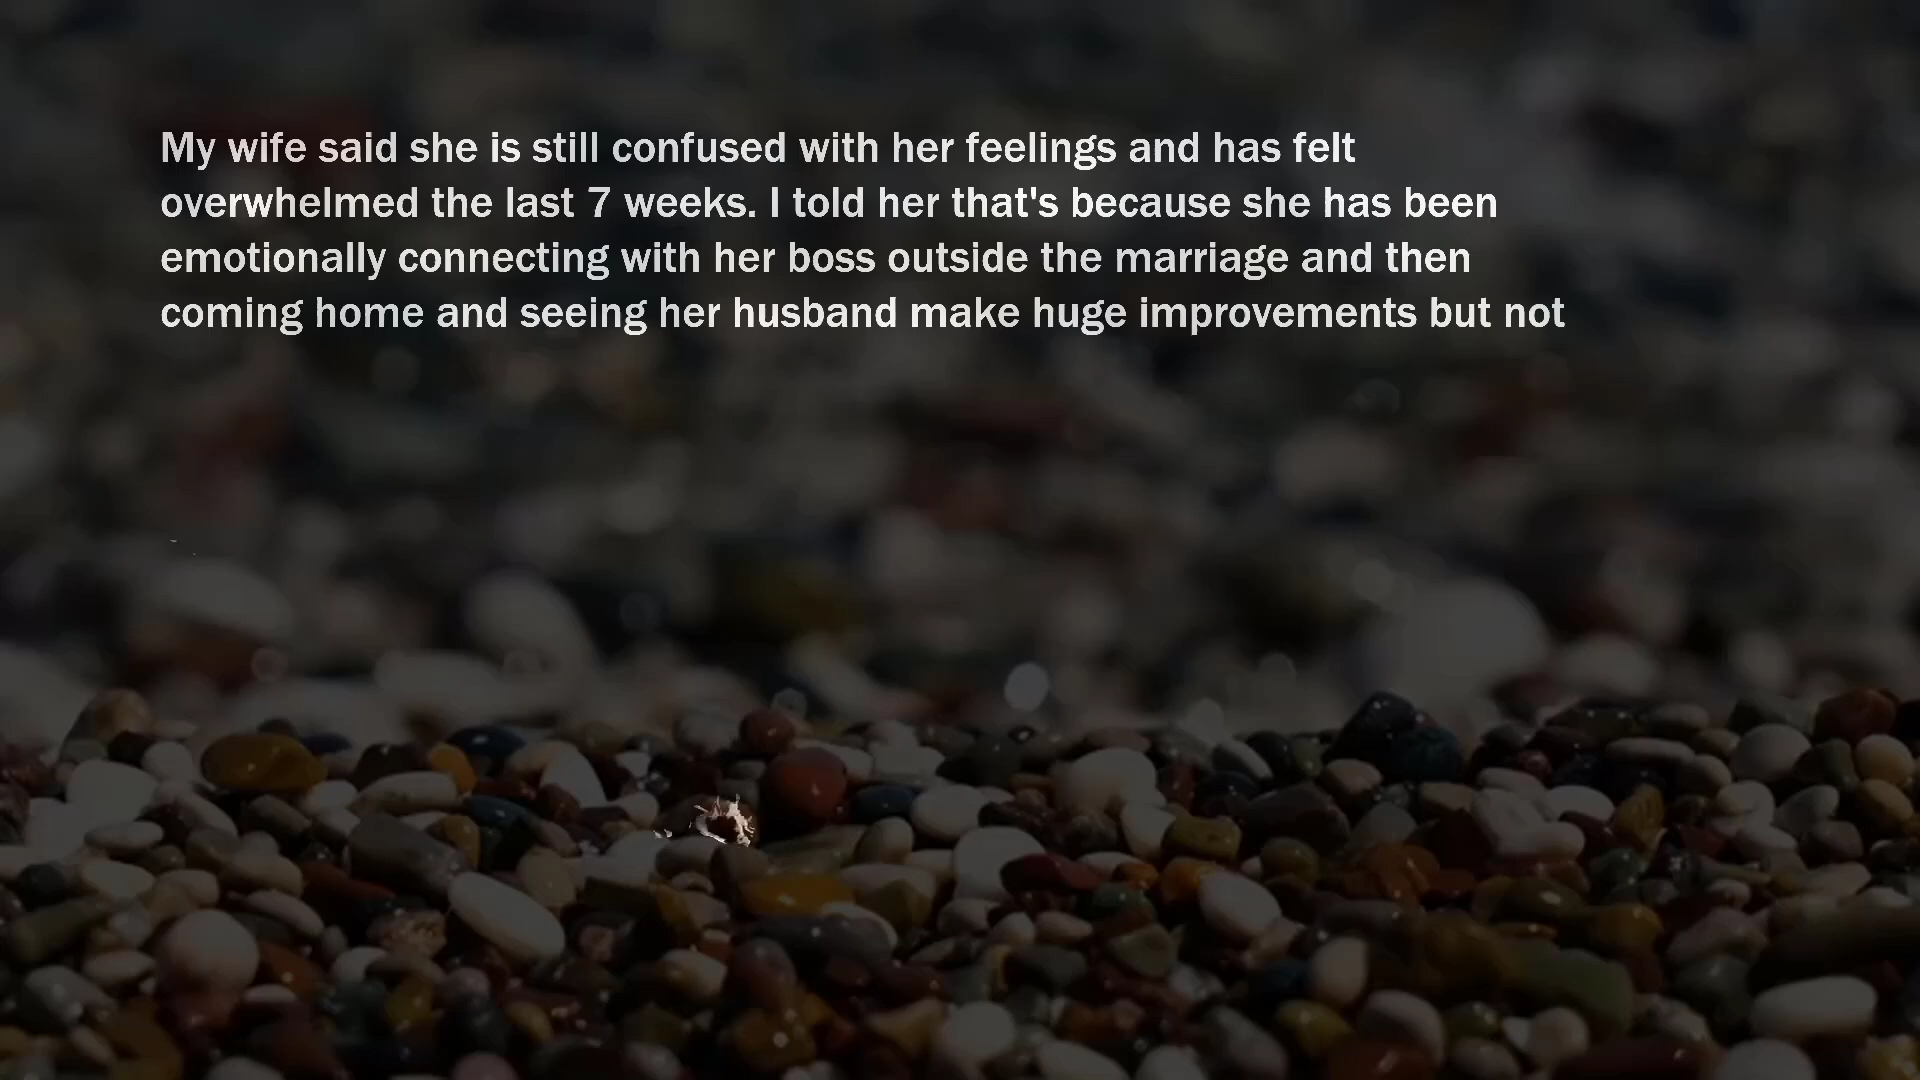 My wife said she is still confused with her feelings and has felt
overwhelmed the last 7 weeks. I told her that's because she has been
emotionally connecting with her boss outside the marriage and then
coming home and seeing her husband make huge improvements but not